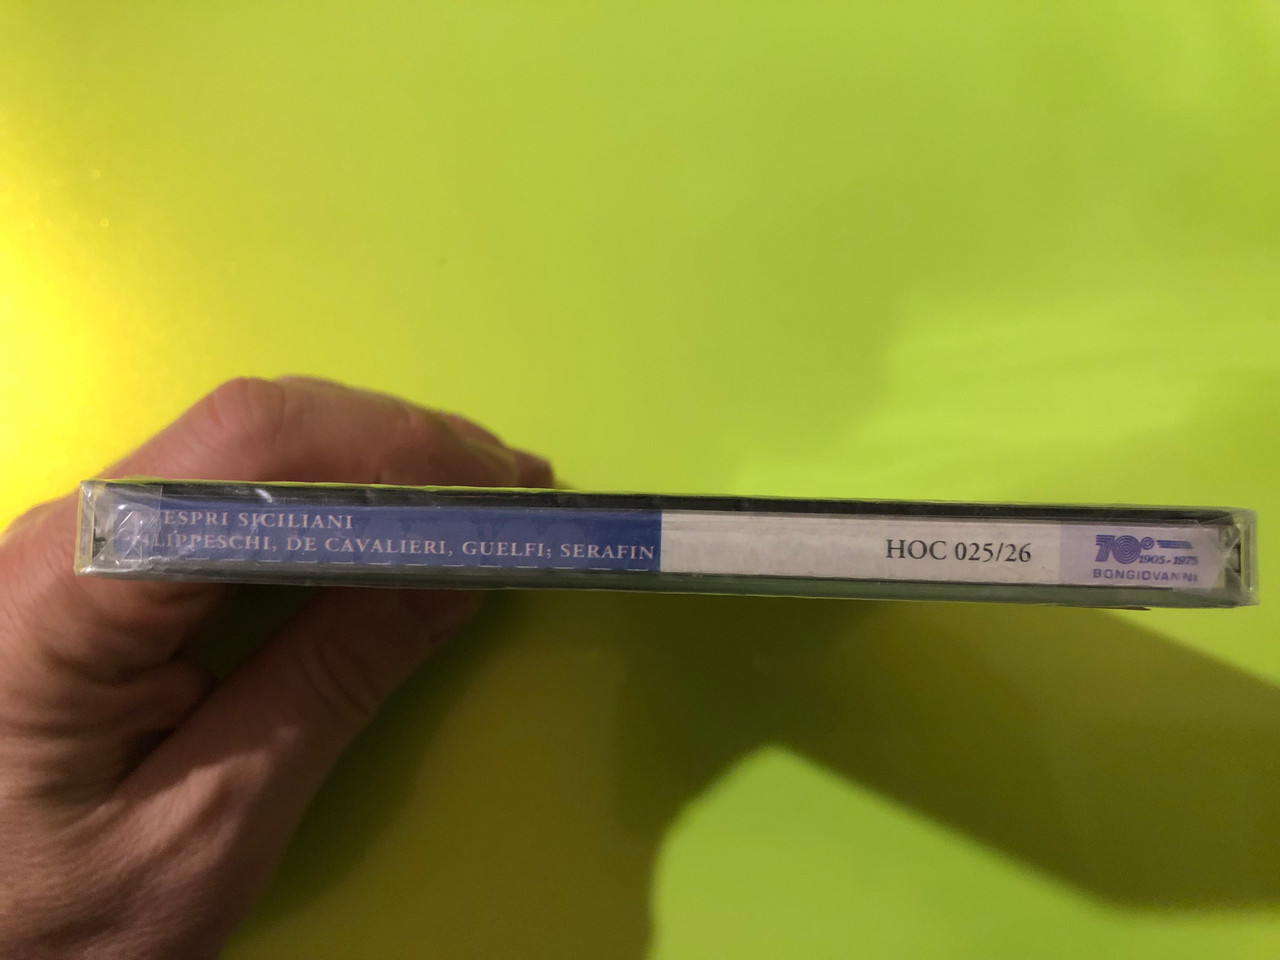 ESPRI SICILIANI
LIPPESCHI, DE CAVALIERI, GUELFI; SERAFIN
HOC 025/26
70°
1905-1975
BONGIOVANNI